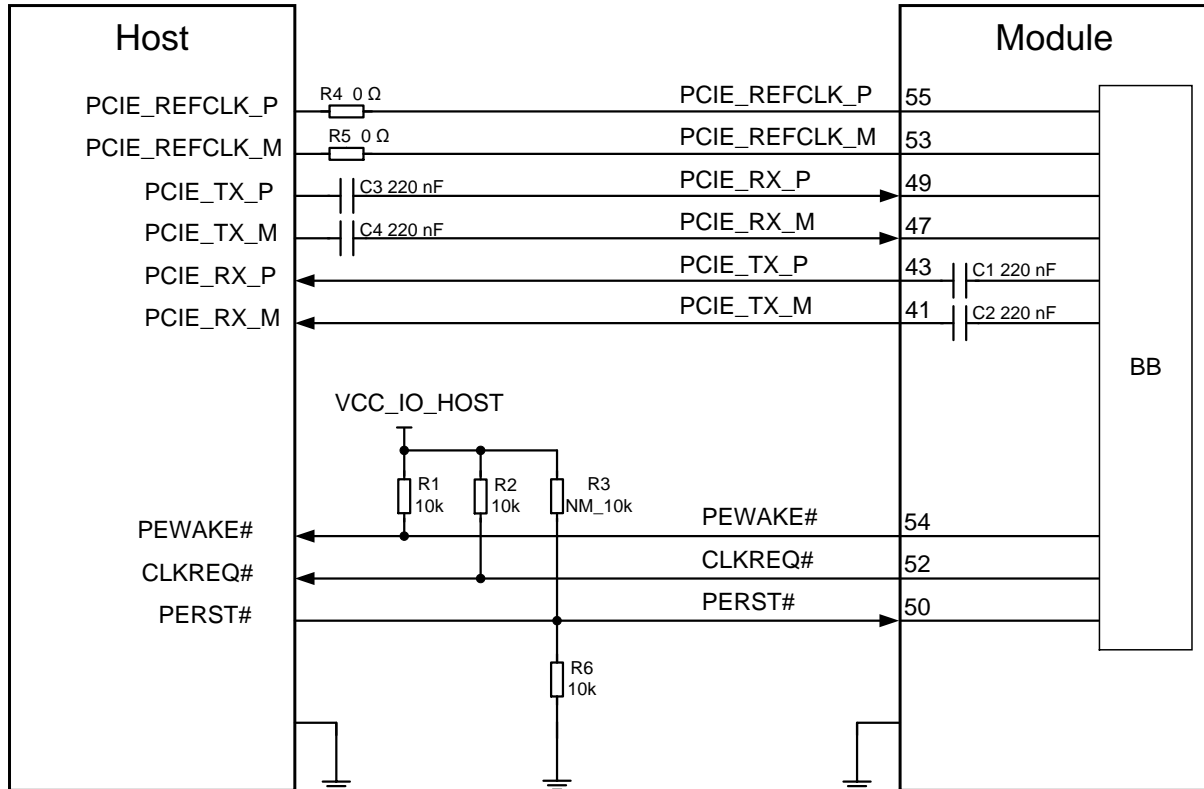 Host
Module
PCIE_REFCLK_P
R4 0 Ω
PCIE_REFCLK_P
55
PCIE_REFCLK_M
R5 0 Ω
PCIE_REFCLK_M
53
PCIE_TX_P
C3 220 nF
PCIE_RX_P
49
PCIE_TX_M
C4 220 nF
PCIE_RX_M
47
PCIE_RX_P
PCIE_TX_P
43
C1 220 nF
PCIE_RX_M
PCIE_TX_M
41
C2 220 nF
BB
VCC_IO_HOST
R1
10k
R2
10k
R3
NM_10k
PEWAKE#
PEWAKE#
54
CLKREQ#
CLKREQ#
52
PERST#
PERST#
50
R6
10k